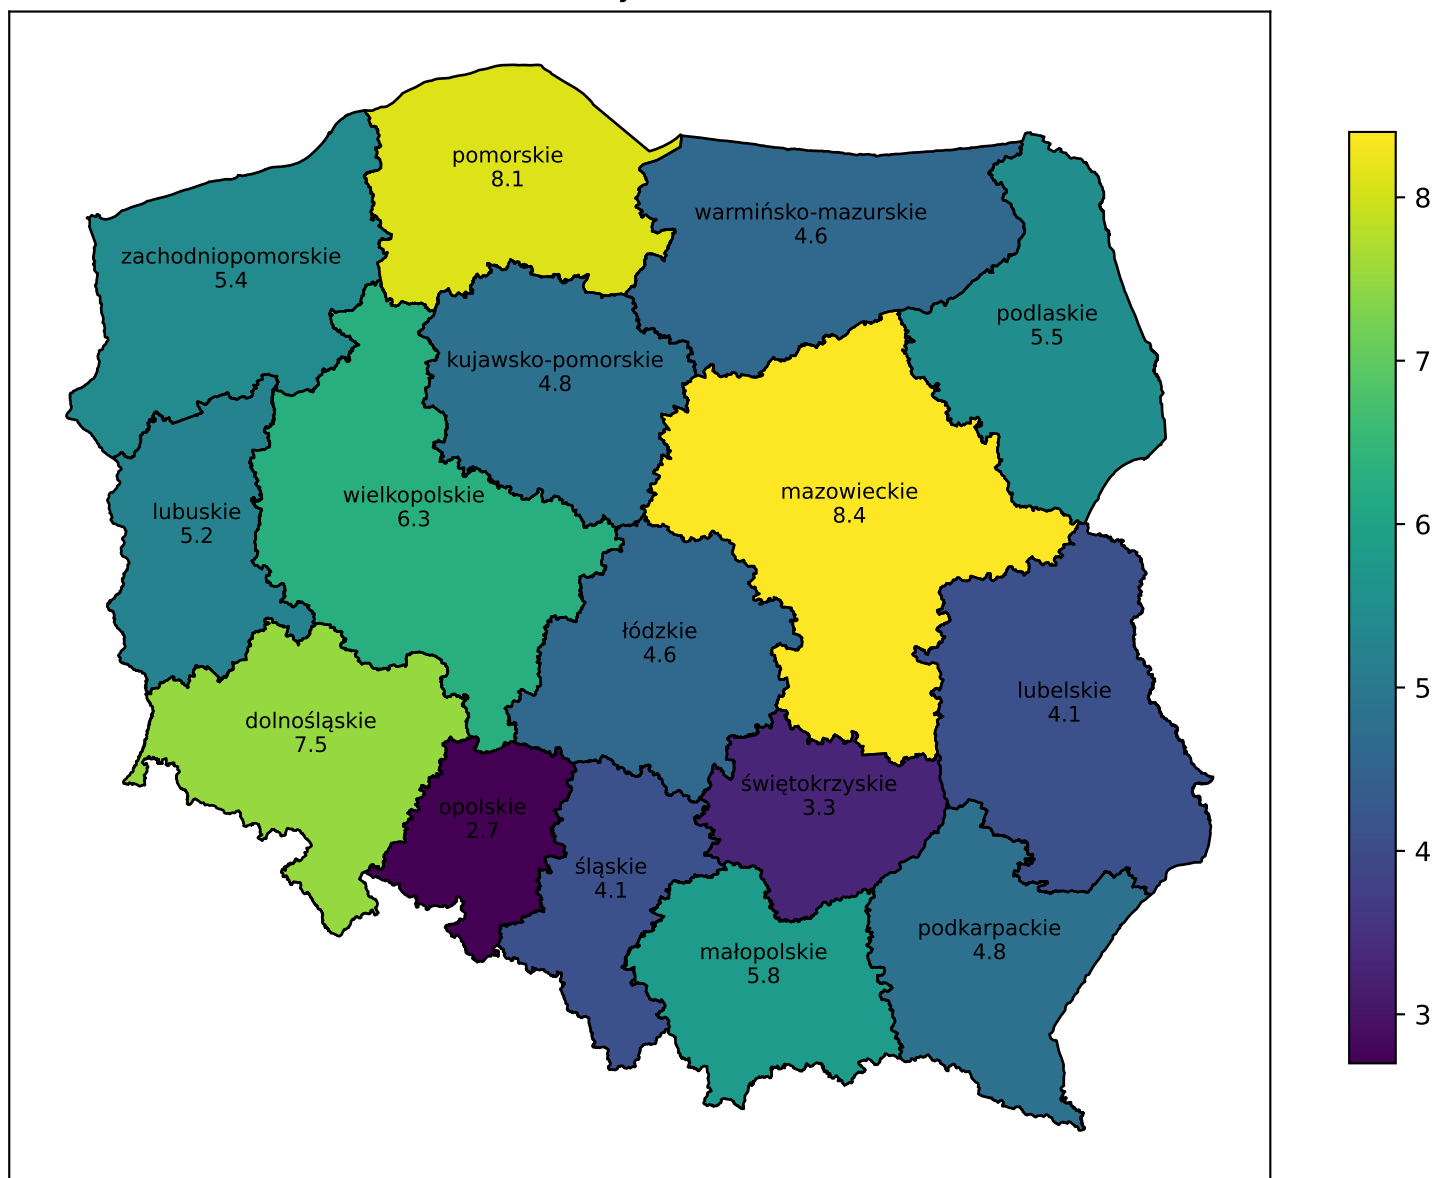 pomorskie
8.1
warmińsko-mazurskie
4.6
zachodniopomorskie
5.4
podlaskie
5.5
kujawsko-pomorskie
4.8
wielkopolskie
6.3
mazowieckie
8.4
lubuskie
5.2
łódzkie
4.6
lubelskie
4.1
dolnośląskie
7.5
świętokrzyskie
3.3
opolskie
2.7
śląskie
4.1
podkarpackie
4.8
małopolskie
5.8
8
7
6
5
4
3